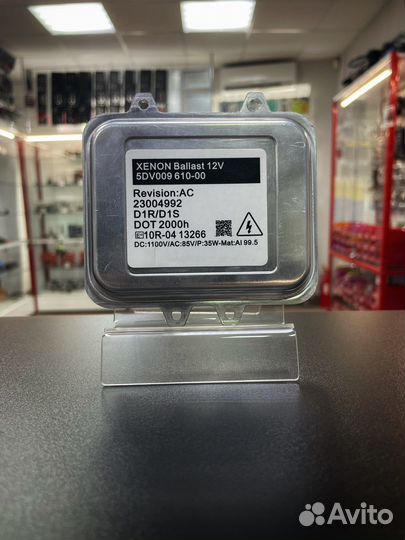 XENON Ballast 12V
5DV009 610-00
Revision:AC
23004992
D1R/D1S
DOT 2000h
10R-04 13266
DC:1100V/AC:85V/P:35W-Mat:Al 99.5
Avito